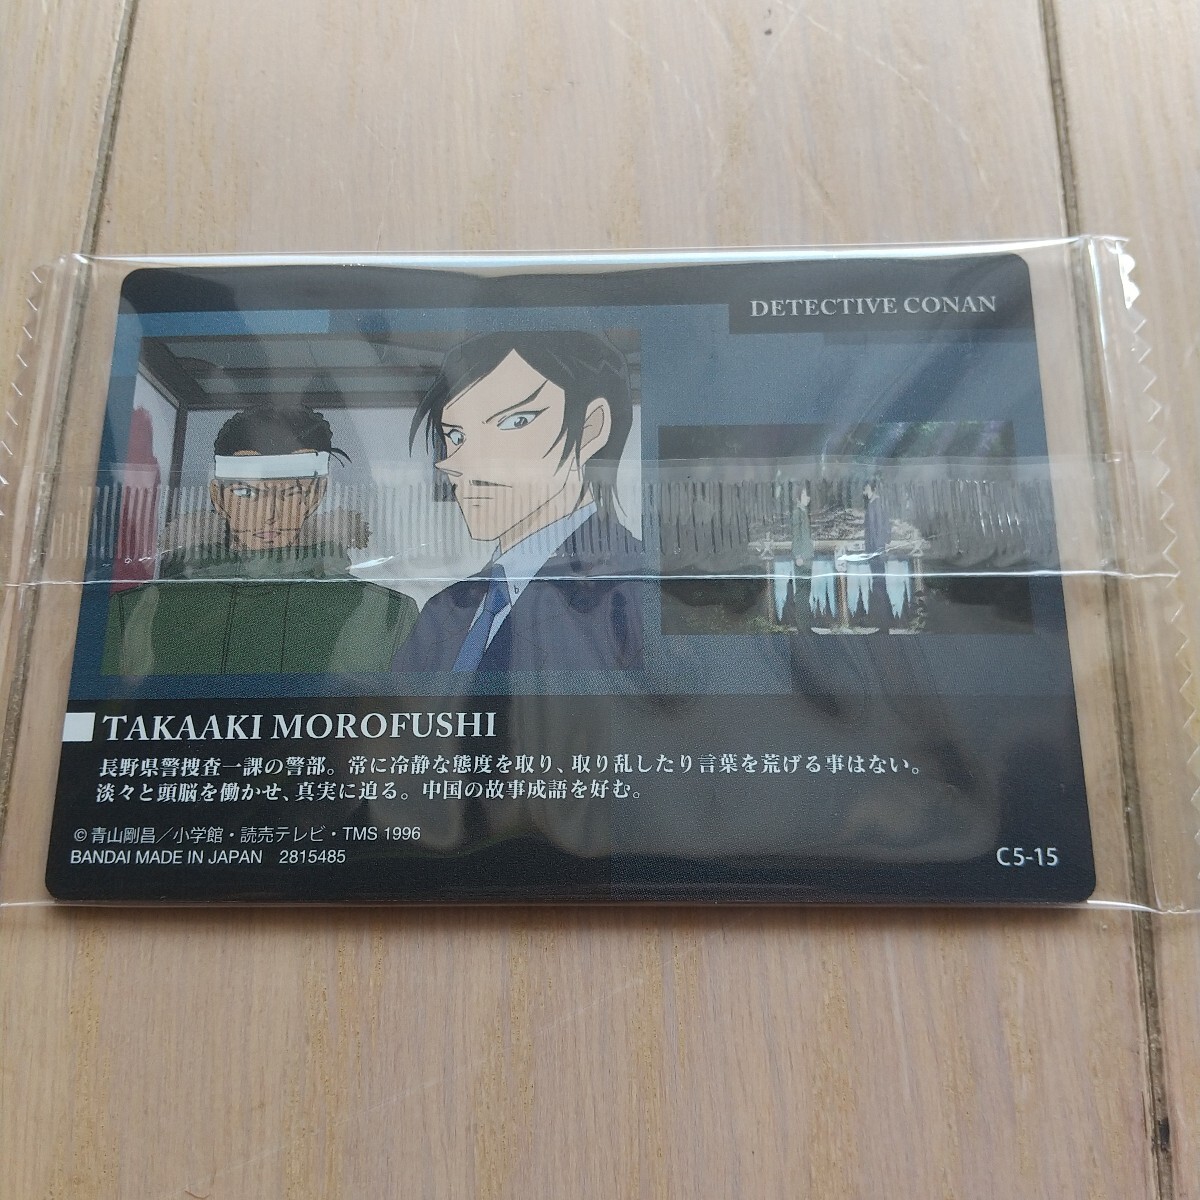 DETECTIVE CONAN
TAKAAKI MOROFUSHI
長野県警捜査一課の警部。常に冷静な態度を取り、取り乱したり言葉を荒げる事はない。
淡々と頭脳を働かせ、真実に迫る。中国の故事成語を好む。
©青山剛昌／小学館・読売テレビ・TMS 1996
BANDAI MADE IN JAPAN 2815485
C5-15